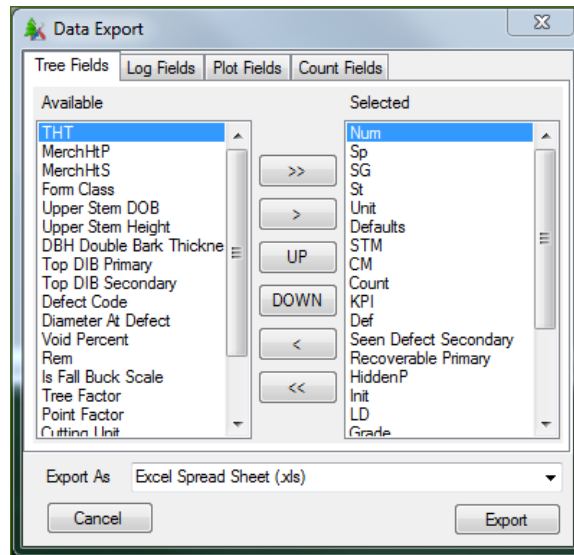 Data Export
Tree Fields Log Fields Plot Fields Count Fields
Available
THT
MerchHtP
MerchHtS
Form Class
Upper Stem DOB
Upper Stem Height
DBH Double Bark Thickne
Top DIB Primary
Top DIB Secondary
Defect Code
Diameter At Defect
Void Percent
Rem
Is Fall Buck Scale
Tree Factor
Point Factor
Cutting Unit
>>
>
UP
DOWN
<
<<
Selected
Num
Sp
SG
St
Unit
Defaults
STM
CM
Count
KPI
Def
Seen Defect Secondary
Recoverable Primary
HiddenP
Init
LD
Grade
Export As Excel Spread Sheet (.xls)
Cancel Export